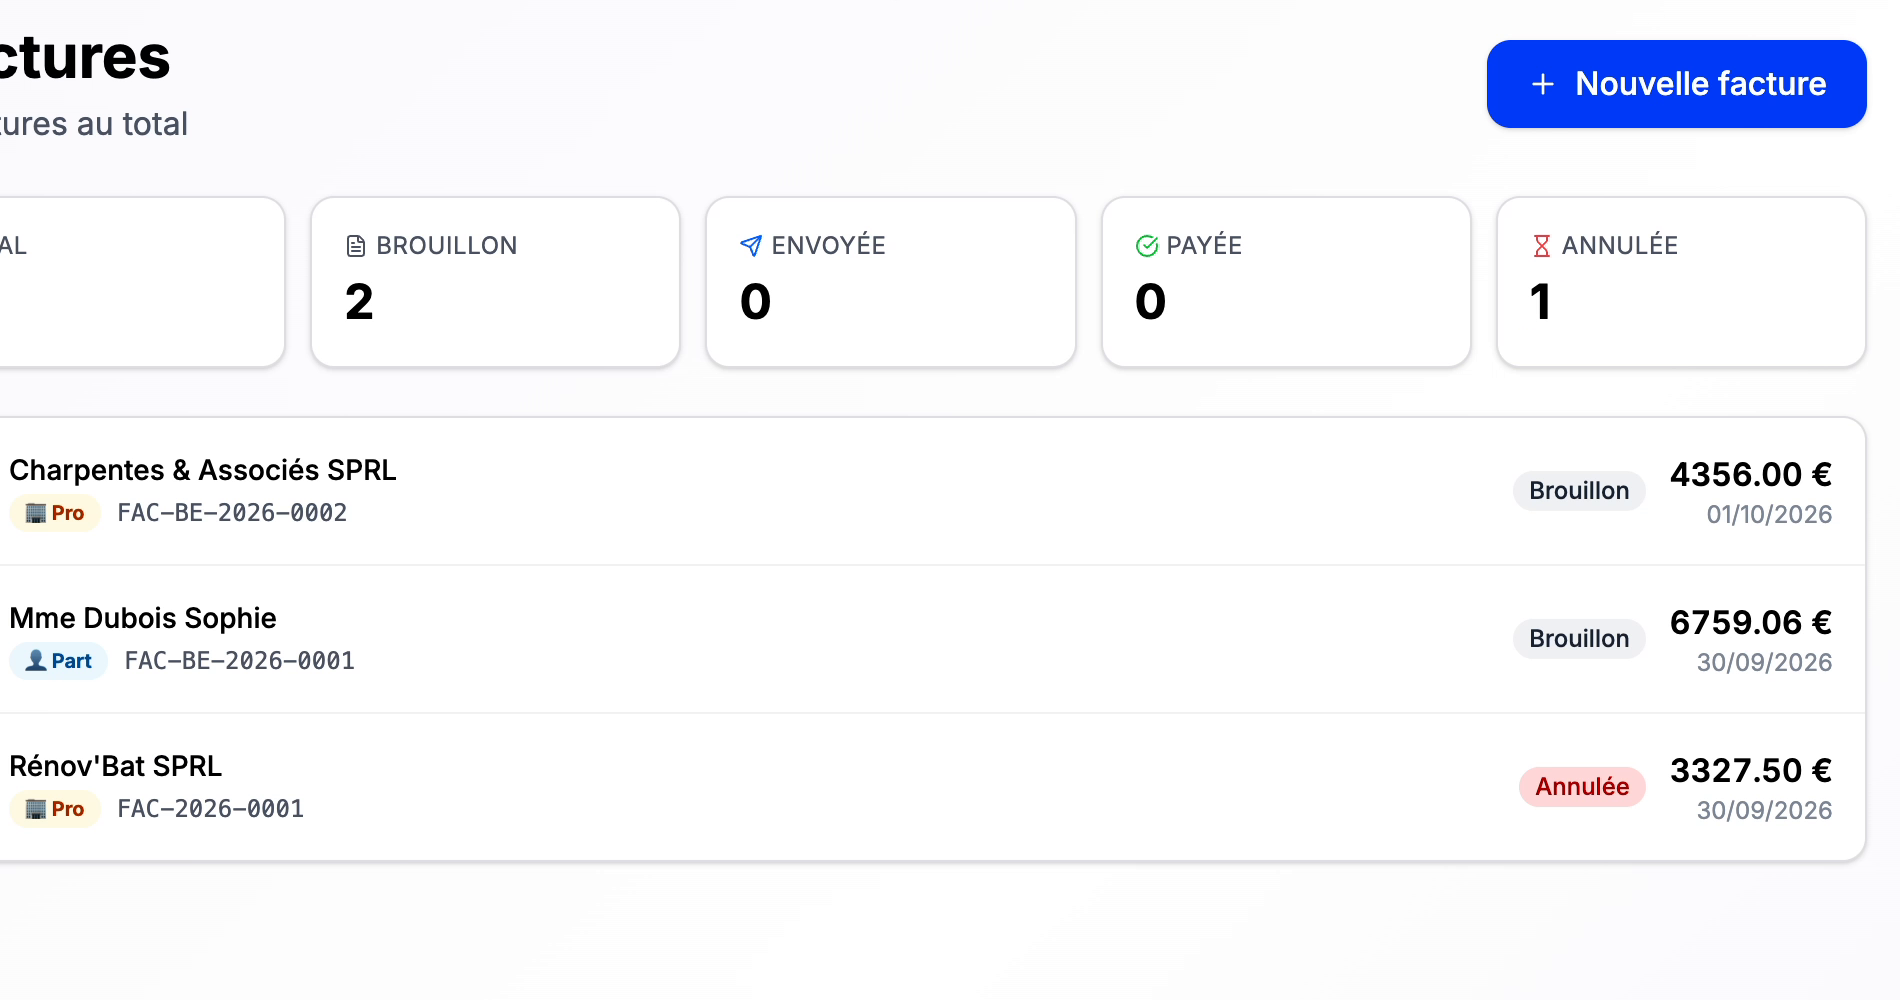 ctures
tures au total
+ Nouvelle facture
AL
BROUILLON
2
ENVOYÉE
0
PAYÉE
0
ANNULÉE
1
Charpentes & Associés SPRL
Pro FAC-BE-2026-0002
Brouillon
4356.00 €
01/10/2026
Mme Dubois Sophie
Part FAC-BE-2026-0001
Brouillon
6759.06 €
30/09/2026
Rénov'Bat SPRL
Pro FAC-2026-0001
Annulée
3327.50 €
30/09/2026